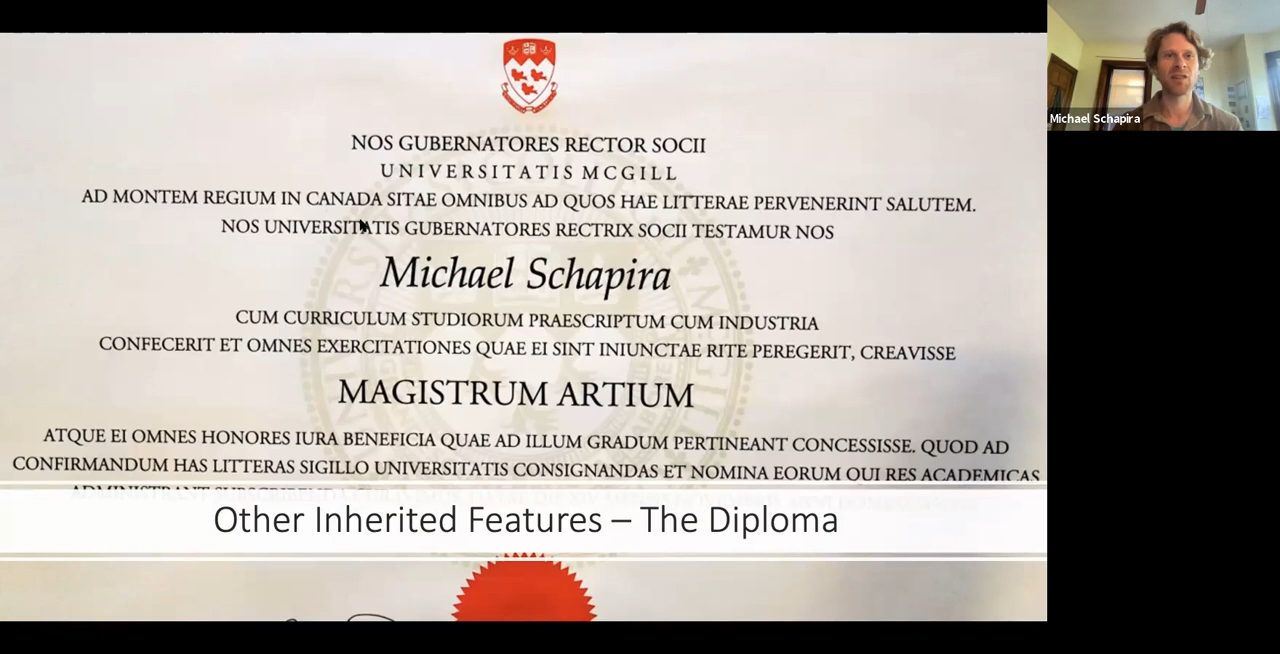 NOS GUBERNATORES RECTOR SOCII
UNIVERSITATIS MCGILL
AD MONTEM REGIUM IN CANADA SITAE OMNIBUS AD QUOS HAE LITTERAE PERVENERINT SALUTEM.
NOS UNIVERSITATIS GUBERNATORES RECTRIX SOCII TESTAMUR NOS
Michael Schapira
CUM CURRICULUM STUDIORUM PRAESCRIPTUM CUM INDUSTRIA
CONFECERIT ET OMNES EXERCITATIONES QUAE EI SINT INIUNCTAE RITE PEREGERIT, CREAVISSE
MAGISTRUM ARTIUM
ATQUE EI OMNES HONORES IURA BENEFICIA QUAE AD ILLUM GRADUM PERTINEANT CONCESSISSE. QUOD AD
CONFIRMANDUM HAS LITTERAS SIGILLO UNIVERSITATIS CONSIGNANDAS ET NOMINA EORUM QUI RES ACADEMICAS
Other Inherited Features – The Diploma
Michael Schapira